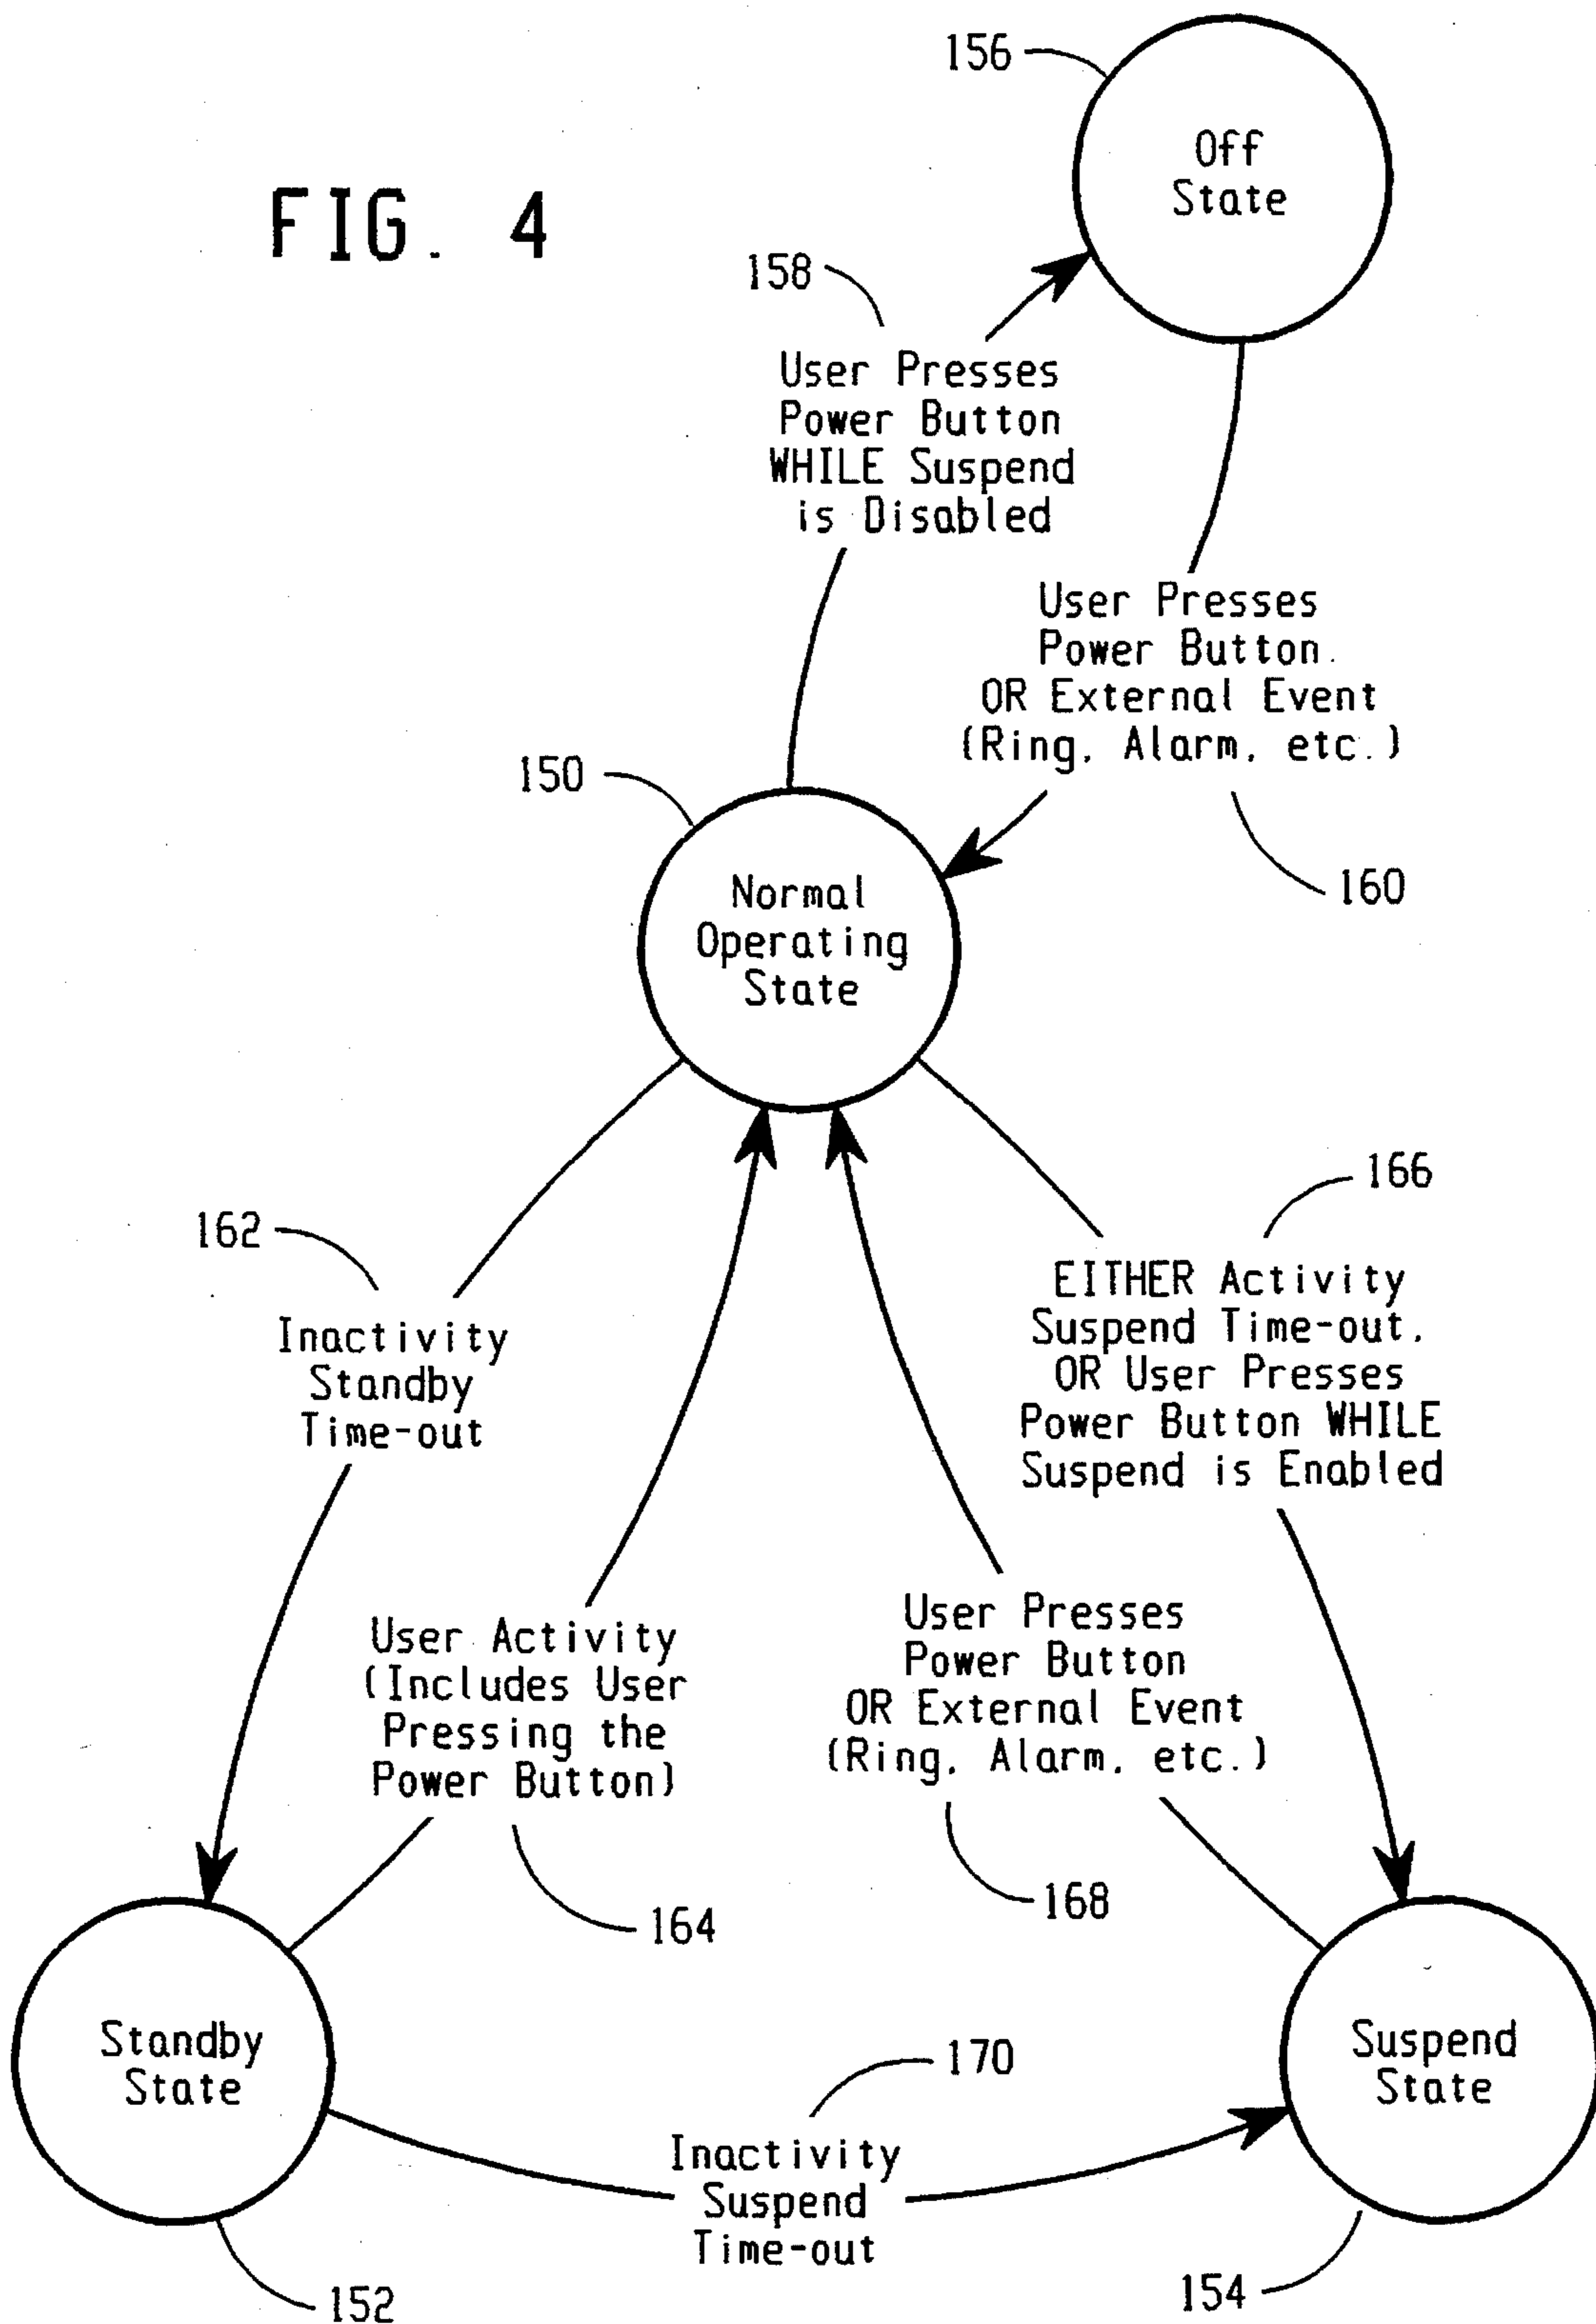 156
Off
State
FIG. 4
158
User Presses
Power Button
WHILE Suspend
is Disabled
User Presses
Power Button
OR External Event
(Ring, Alarm, etc.)
160
150
Normal
Operating
State
166
162
EITHER Activity
Suspend Time-out,
OR User Presses
Power Button WHILE
Suspend is Enabled
Inactivity
Standby
Time-out
User Activity
(Includes User
Pressing the
Power Button)
164
User Presses
Power Button
OR External Event
(Ring, Alarm, etc.)
168
Standby
State
152
170
Inactivity
Suspend
Time-out
Suspend
State
154